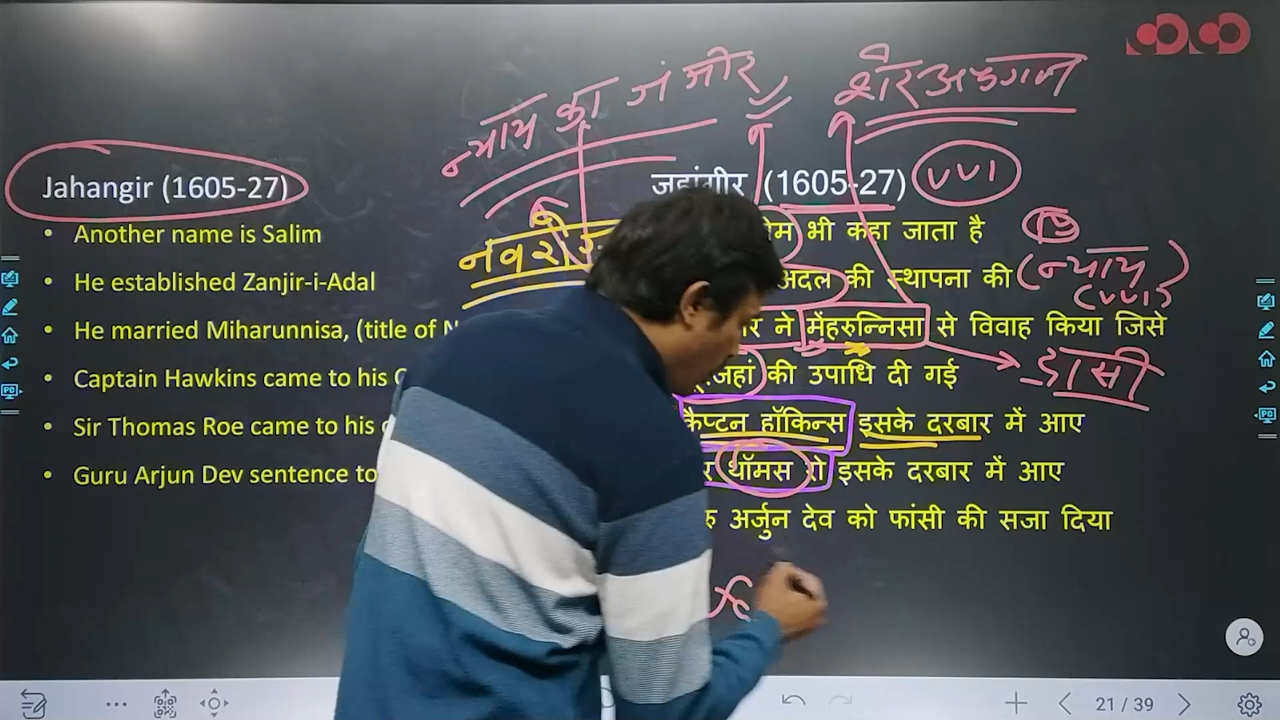 न्याय का जंजीर
शेरअफगान
Jahangir (1605-27)
जहांगीर (1605-27)
VVI
• Another name is Salim
भी कहा जाता है
नवरोज
• He established Zanjir-i-Adal
अदल की स्थापना की (न्याय)
(VVI)
• He married Miharunnisa, (title of
ने मेंहरुन्निसा से विवाह किया जिसे
• Captain Hawkins came to his
जहां की उपाधि दी गई
दासी
• Sir Thomas Roe came to his
कैप्टन हॉकिन्स इसके दरबार में आए
• Guru Arjun Dev sentence to
थॉमस रो इसके दरबार में आए
अर्जुन देव को फांसी की सजा दिया
21 / 39